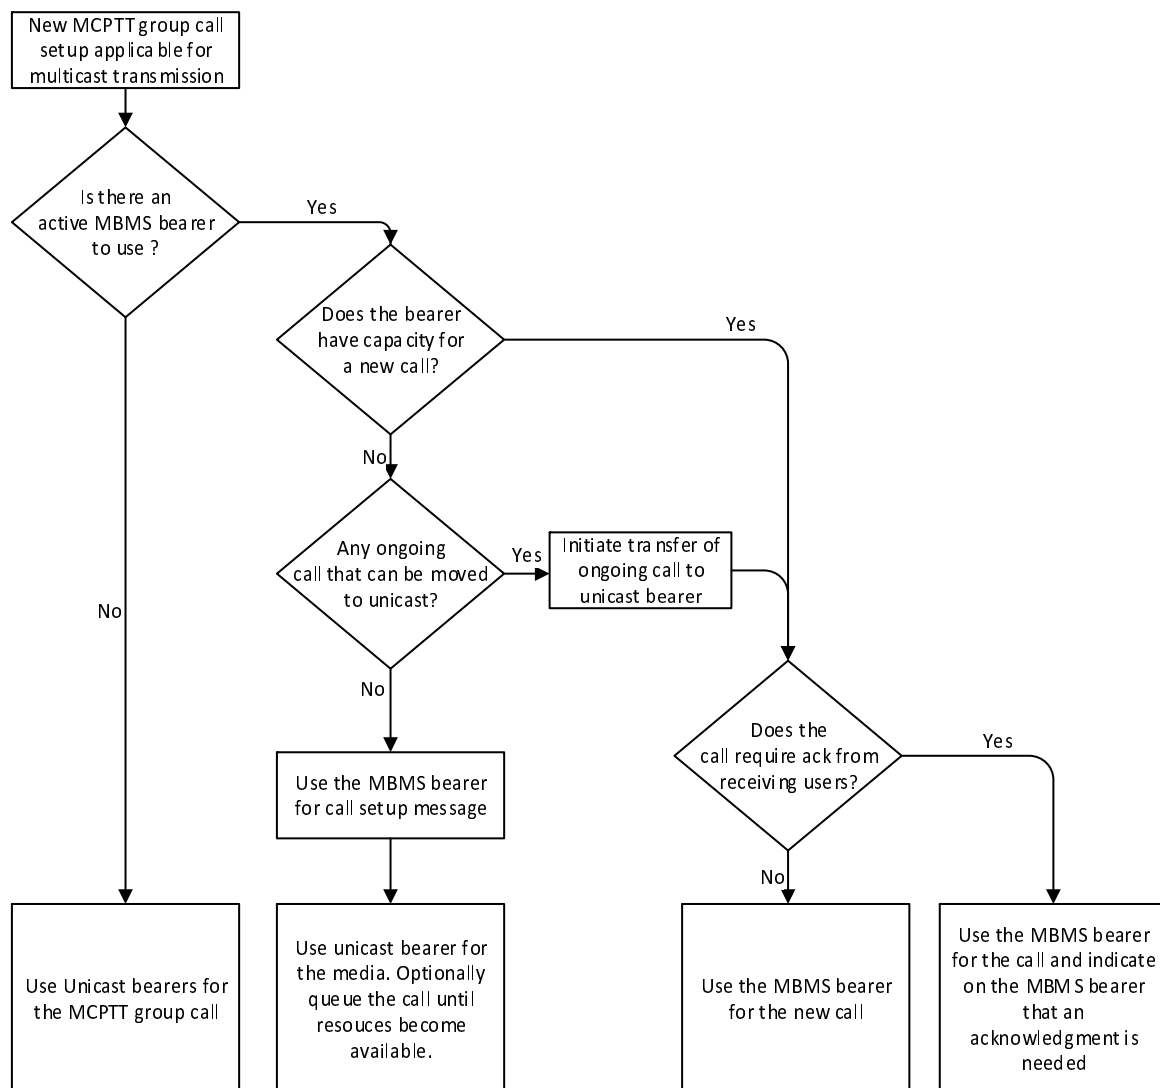 New MCPTT group call
setup applicable for
multicast transmission
Is there an
active MBMS bearer
to use ?
Yes
Does the bearer
have capacity for
a new call?
Yes
No
Any ongoing
call that can be moved
to unicast?
Yes
Initiate transfer of
ongoing call to
unicast bearer
No
No
Does the
call require ack from
receiving users?
Yes
Use the MBMS bearer
for call setup message
No
Use Unicast bearers for
the MCPTT group call
Use unicast bearer for
the media. Optionally
queue the call until
resouces become
available.
Use the MBMS bearer
for the new call
Use the MBMS bearer
for the call and indicate
on the MBMS bearer
that an
acknowledgment is
needed